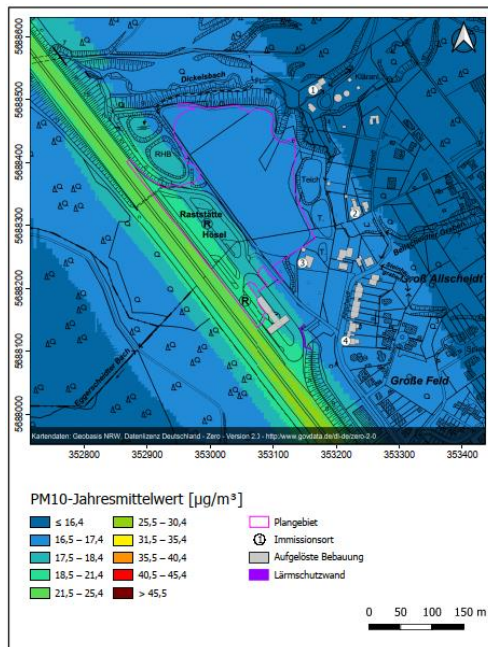 5688600
5688500
5688400
5688300
5688200
5688100
5688000
Dickelsbach
Kläranl.
1
RHB
Teich
Raststätte
R
Hösel
T.
2
3
Groß Allscheidt
R
4
Große Feld
Eggerscheidter Bach
Kartendaten: Geobasis NRW, Datenlizenz Deutschland - Zero - Version 2.0 - http://www.govdata.de/dl-de/zero-2-0
352800 352900 353000 353100 353200 353300 353400
PM10-Jahresmittelwert [µg/m³]
≤ 16,4
16,5 – 17,4
17,5 – 18,4
18,5 – 21,4
21,5 – 25,4
25,5 – 30,4
31,5 – 35,4
35,5 – 40,4
40,5 – 45,4
> 45,5
Plangebiet
1 Immissionsort
Aufgelöste Bebauung
Lärmschutzwand
0 50 100 150 m